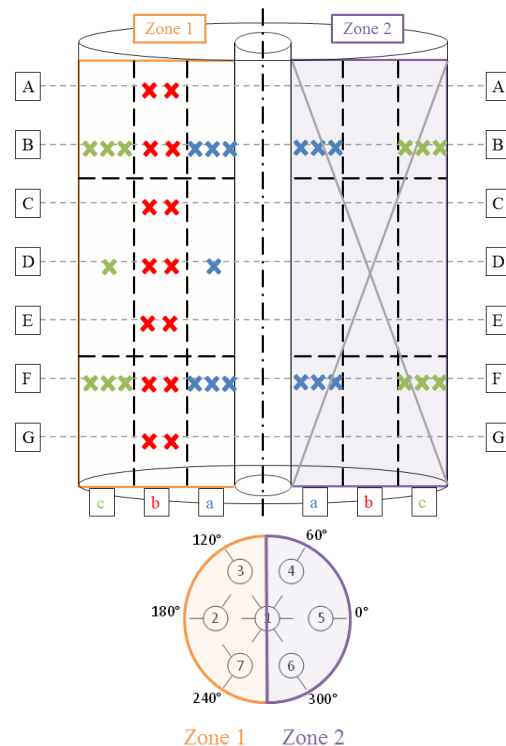 Zone 1 Zone 2
A A
B B
C C
D D
E E
F F
G G
c b a a b c
120° 60°
3 4
180° 2 1 5 0°
7 6
240° 300°
Zone 1 Zone 2